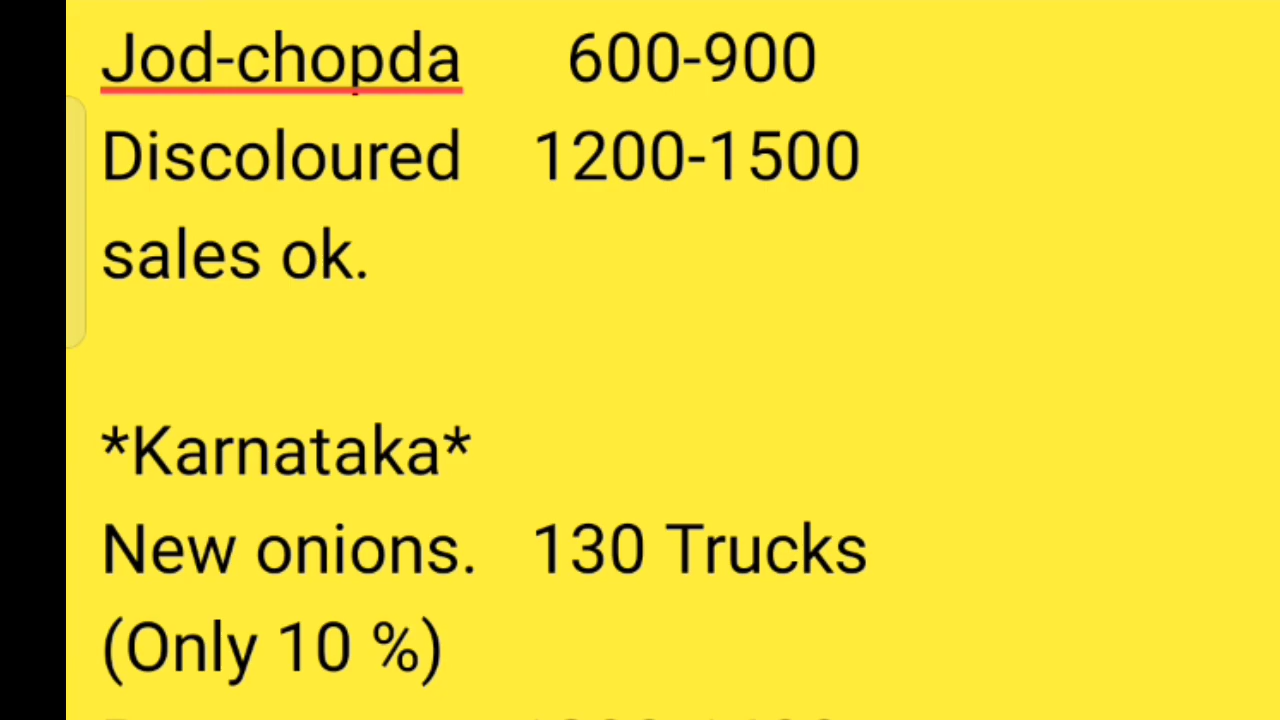 Jod-chopda 600-900
Discoloured 1200-1500
sales ok.
*Karnataka*
New onions. 130 Trucks
(Only 10 %)